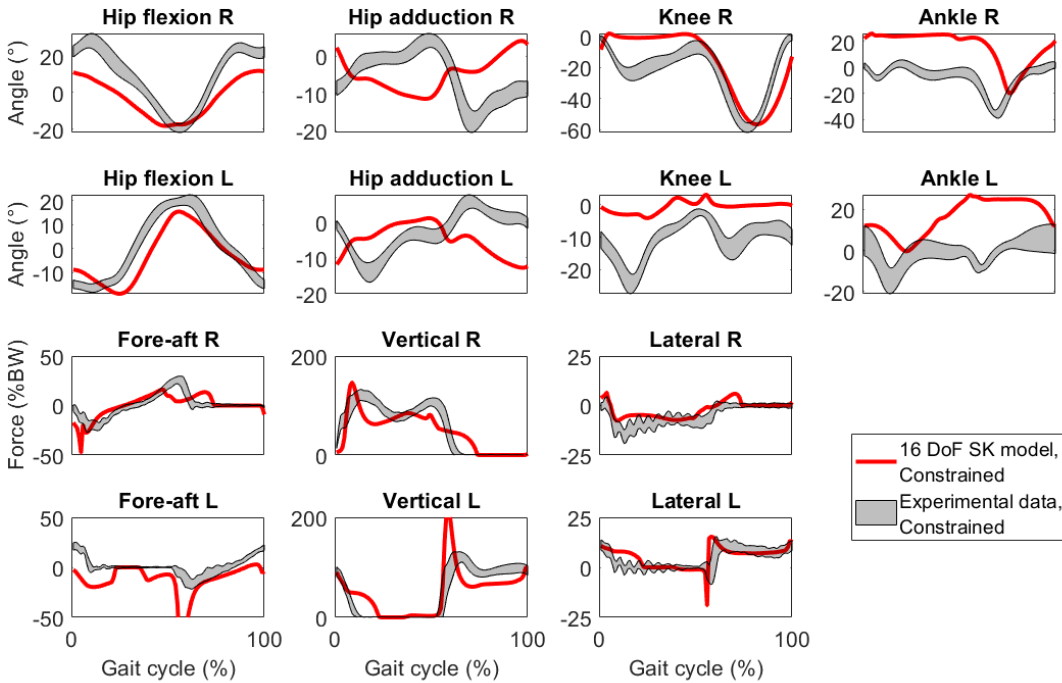 Hip flexion R
Hip adduction R
Knee R
Ankle R
Angle (°)
20
0
-20
0
-10
-20
0
-20
-40
-60
20
0
-20
-40
Hip flexion L
Hip adduction L
Knee L
Ankle L
Angle (°)
20
10
0
-10
0
-10
-20
0
-10
-20
20
0
-20
Fore-aft R
Vertical R
Lateral R
Force (%BW)
50
0
-50
200
100
0
25
0
-25
Fore-aft L
Vertical L
Lateral L
50
0
-50
200
100
0
25
0
-25
0
100
0
100
0
100
Gait cycle (%)
Gait cycle (%)
Gait cycle (%)
16 DoF SK model,
Constrained
Experimental data,
Constrained